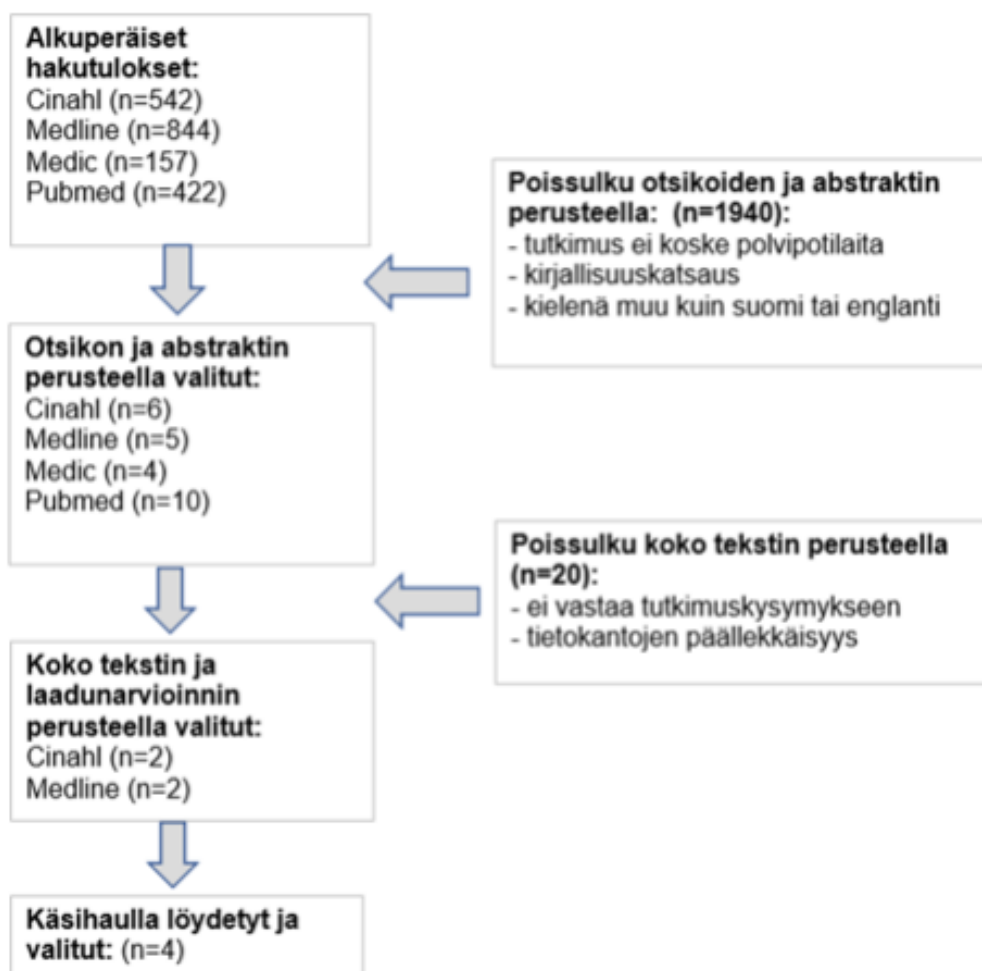 Alkuperäiset
hakutulokset:
Cinahl (n=542)
Medline (n=844)
Medic (n=157)
Pubmed (n=422)
Poissulku otsikoiden ja abstraktin
perusteella: (n=1940):
- tutkimus ei koske polvipotilaita
- kirjallisuuskatsaus
- kielenä muu kuin suomi tai englanti
Otsikon ja abstraktin
perusteella valitut:
Cinahl (n=6)
Medline (n=5)
Medic (n=4)
Pubmed (n=10)
Poissulku koko tekstin perusteella
(n=20):
- ei vastaa tutkimuskysymykseen
- tietokantojen päällekkäisyys
Koko tekstin ja
laadunarvioinnin
perusteella valitut:
Cinahl (n=2)
Medline (n=2)
Käsihaulla löydetyt ja
valitut: (n=4)